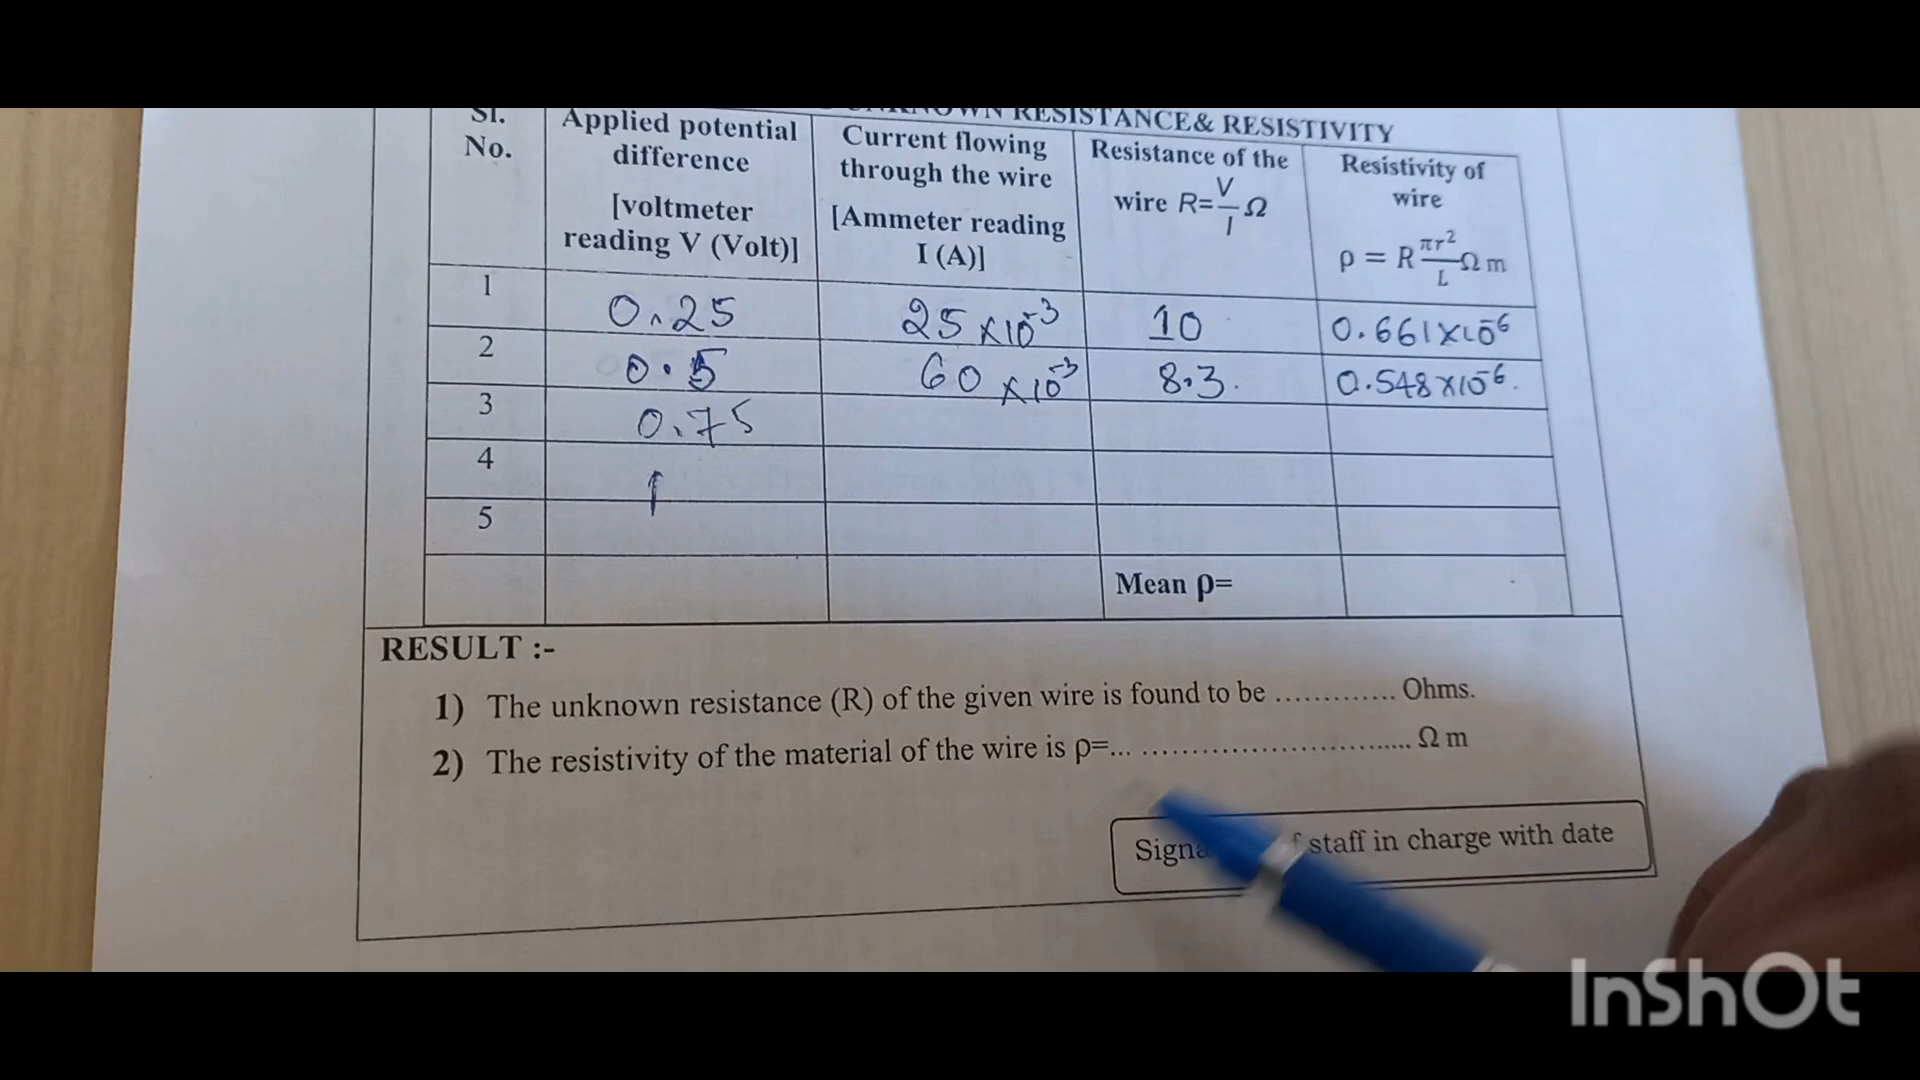 UNKNOWN RESISTANCE& RESISTIVITY
Sl.
No.
Applied potential
difference
[voltmeter
reading V (Volt)]
Current flowing
through the wire
[Ammeter reading
I (A)]
Resistance of the
wire R=V/I Ω
Resistivity of
wire
ρ = R πr²/L Ω m
1 0.25 25 ×10⁻³ 10 0.661×10⁻⁶
2 0.5 60 ×10⁻³ 8.3. 0.548×10⁻⁶.
3 0.75
4 1
5
Mean ρ=
RESULT :-
1) The unknown resistance (R) of the given wire is found to be ............. Ohms.
2) The resistivity of the material of the wire is ρ=... ............................ Ω m
staff in charge with date
InShOt